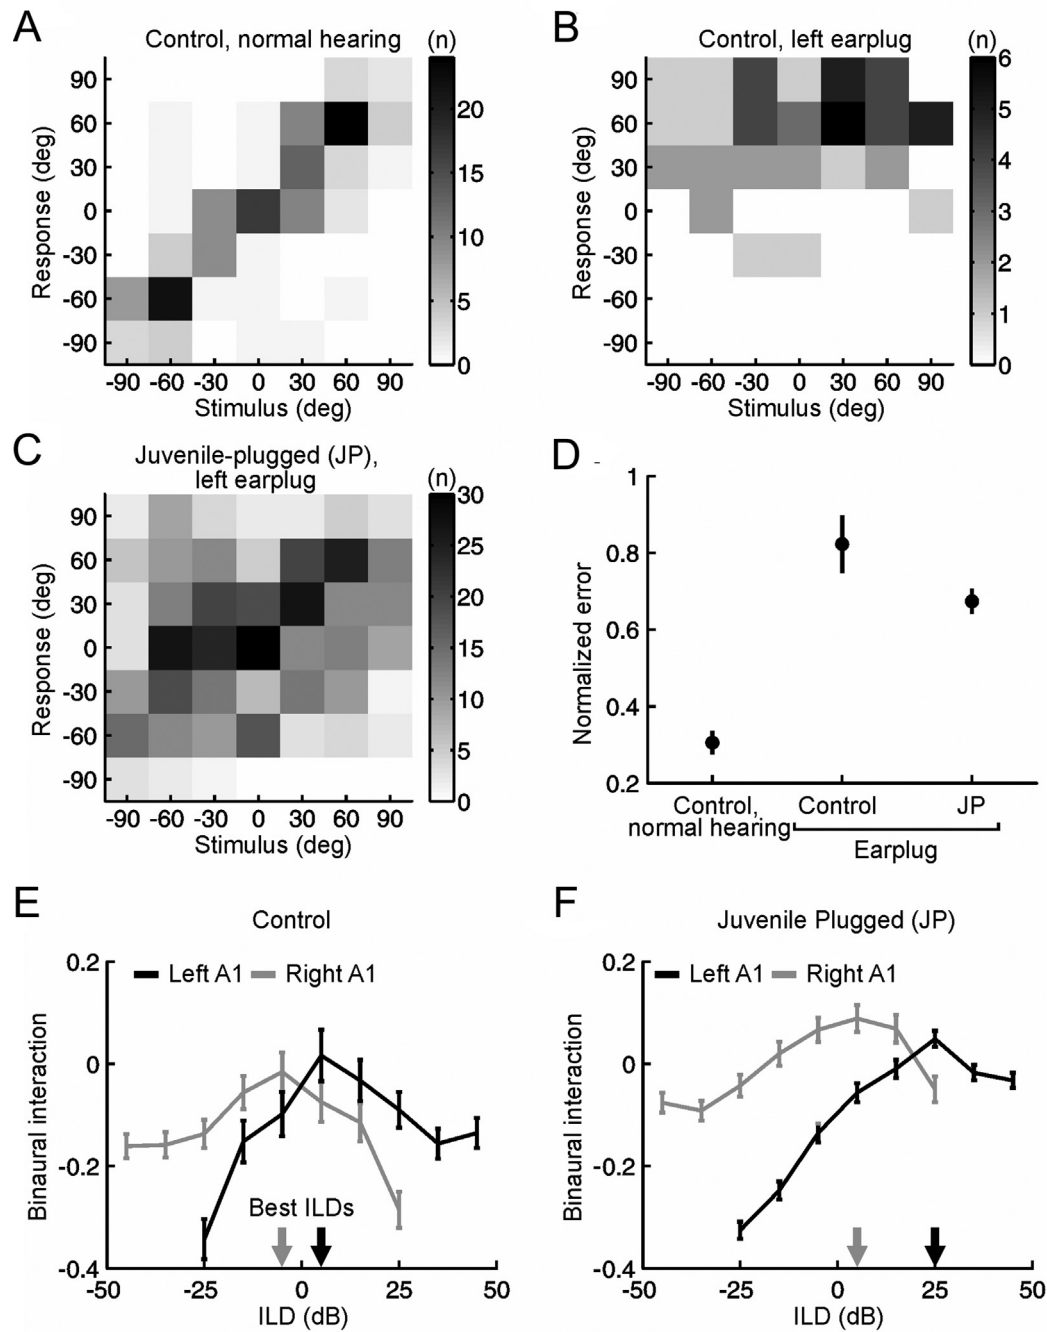 A
Control, normal hearing
(n)
90
60
30
0
-30
-60
-90
Response (deg)
-90 -60 -30 0 30 60 90
Stimulus (deg)
20
15
10
5
0
B
Control, left earplug
(n)
90
60
30
0
-30
-60
-90
Response (deg)
-90 -60 -30 0 30 60 90
Stimulus (deg)
6
5
4
3
2
1
0
C
Juvenile-plugged (JP),
left earplug
(n)
90
60
30
0
-30
-60
-90
Response (deg)
-90 -60 -30 0 30 60 90
Stimulus (deg)
30
25
20
15
10
5
0
D
1
0.8
0.6
0.4
0.2
Normalized error
Control,
normal hearing
Control
JP
Earplug
E
Control
Left A1
Right A1
0.2
0
-0.2
-0.4
Binaural interaction
Best ILDs
-50 -25 0 25 50
ILD (dB)
F
Juvenile Plugged (JP)
Left A1
Right A1
0.2
0
-0.2
-0.4
Binaural interaction
-50 -25 0 25 50
ILD (dB)